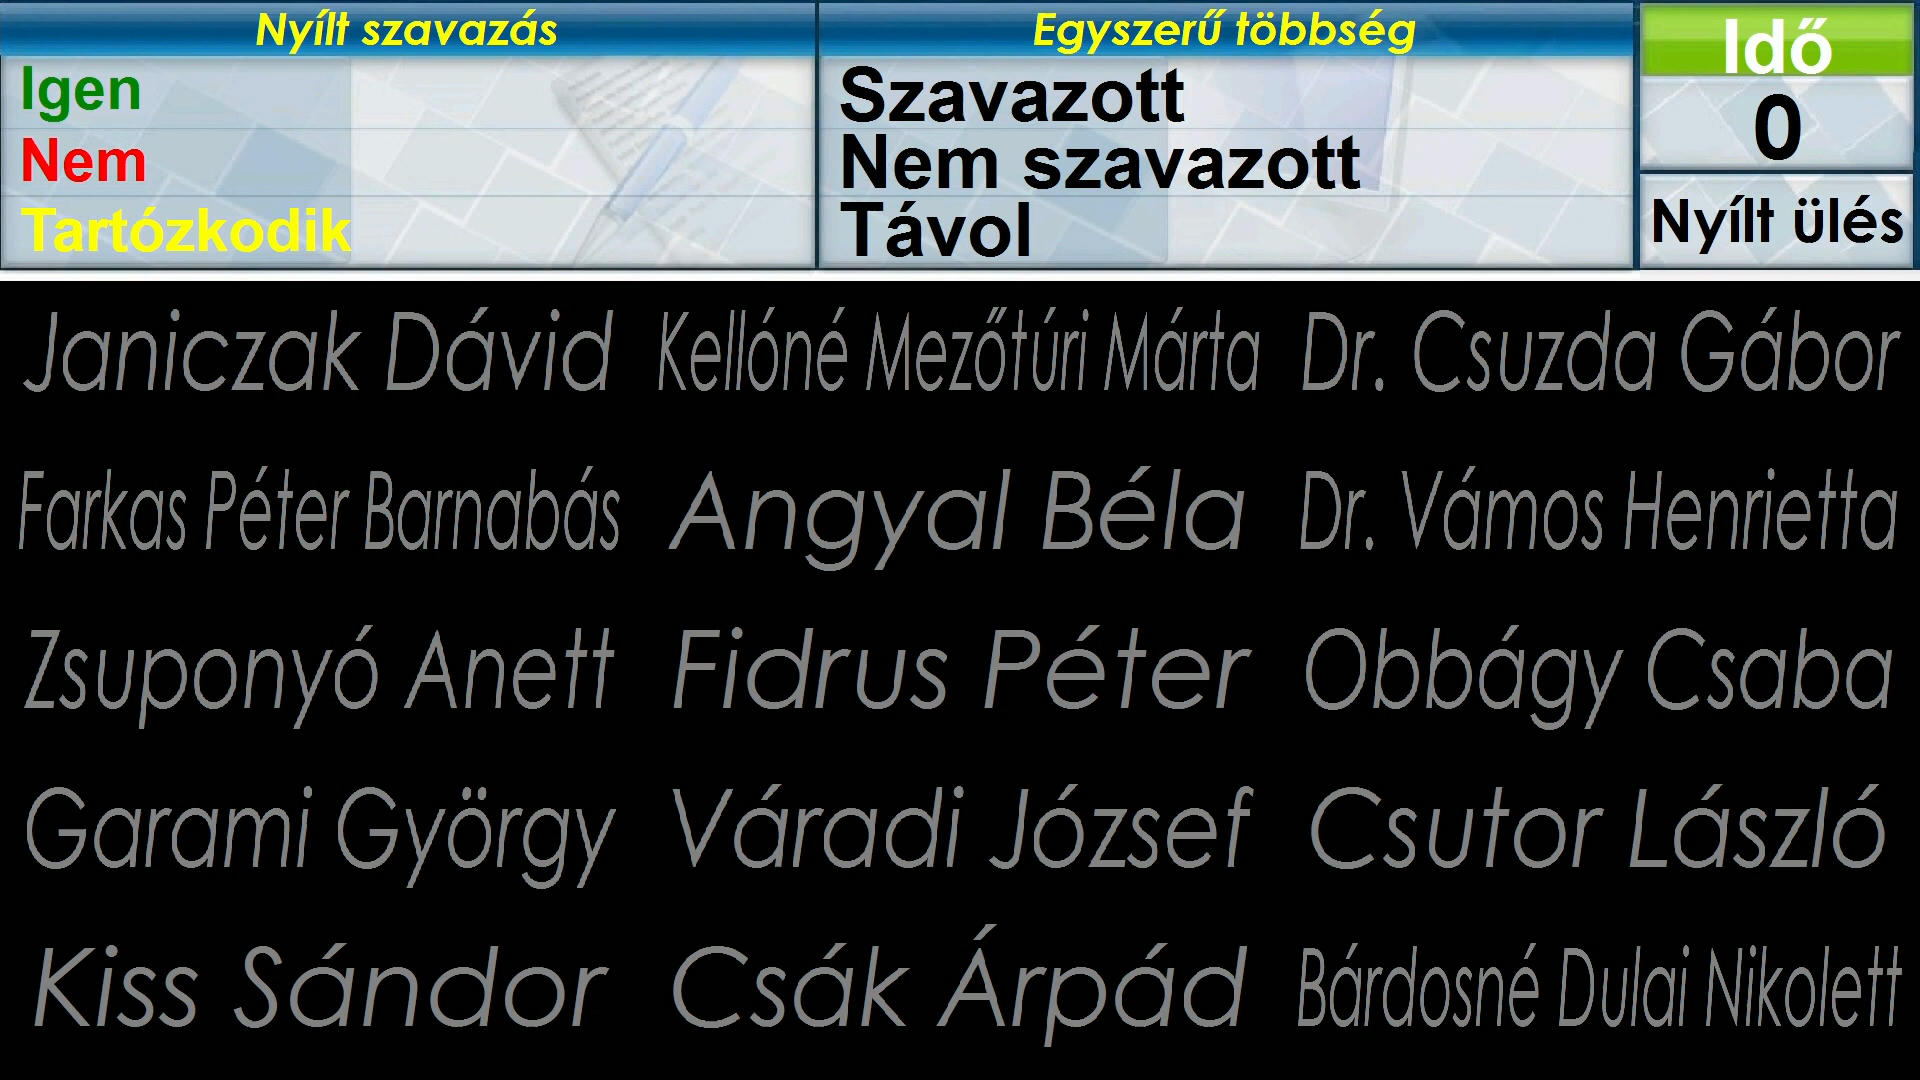 Nyílt szavazás
Igen
Nem
Tartózkodik
Egyszerű többség
Szavazott
Nem szavazott
Távol
Idő
0
Nyílt ülés
Janiczak Dávid Kellóné Mezőtúri Márta Dr. Csuzda Gábor
Farkas Péter Barnabás Angyal Béla Dr. Vámos Henrietta
Zsuponyó Anett Fidrus Péter Obbágy Csaba
Garami György Váradi József Csutor László
Kiss Sándor Csák Árpád Bárdosné Dulai Nikolett